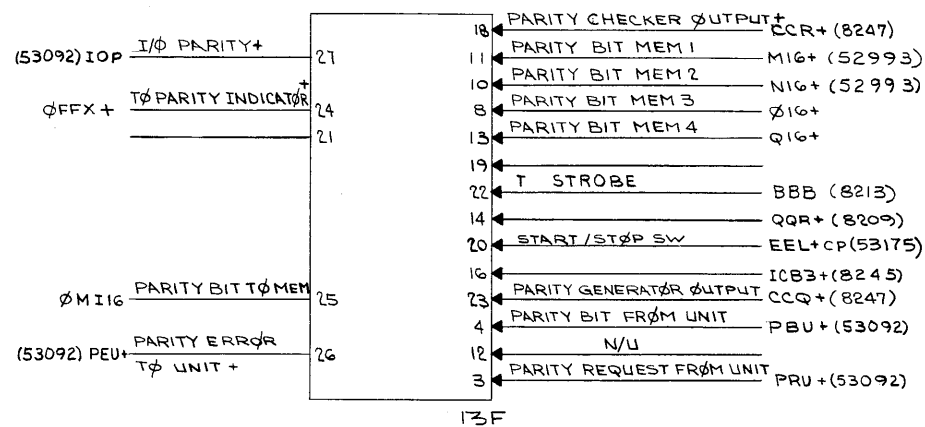 18 PARITY CHECKER ØUTPUT+ CCR+ (8247)
(53092) IOP I/Ø PARITY+ 27
11 PARITY BIT MEM 1 M16+ (52993)
10 PARITY BIT MEM 2 N16+ (52993)
ØFFX + TØ PARITY INDICATØR + 24
8 PARITY BIT MEM 3 Ø16+
21
13 PARITY BIT MEM 4 Q16+
19
22 T STROBE BBB (8213)
14 QQR+ (8209)
20 START/STØP SW EEL+CP(53175)
16 ICB3+(8245)
ØMI16 PARITY BIT TØ MEM 25
23 PARITY GENERATØR ØUTPUT CCQ+(8247)
4 PARITY BIT FRØM UNIT PBU+(53092)
(53092) PEU+ PARITY ERRØR 26
TØ UNIT +
12 N/U
3 PARITY REQUEST FRØM UNIT PRU+(53092)
13F